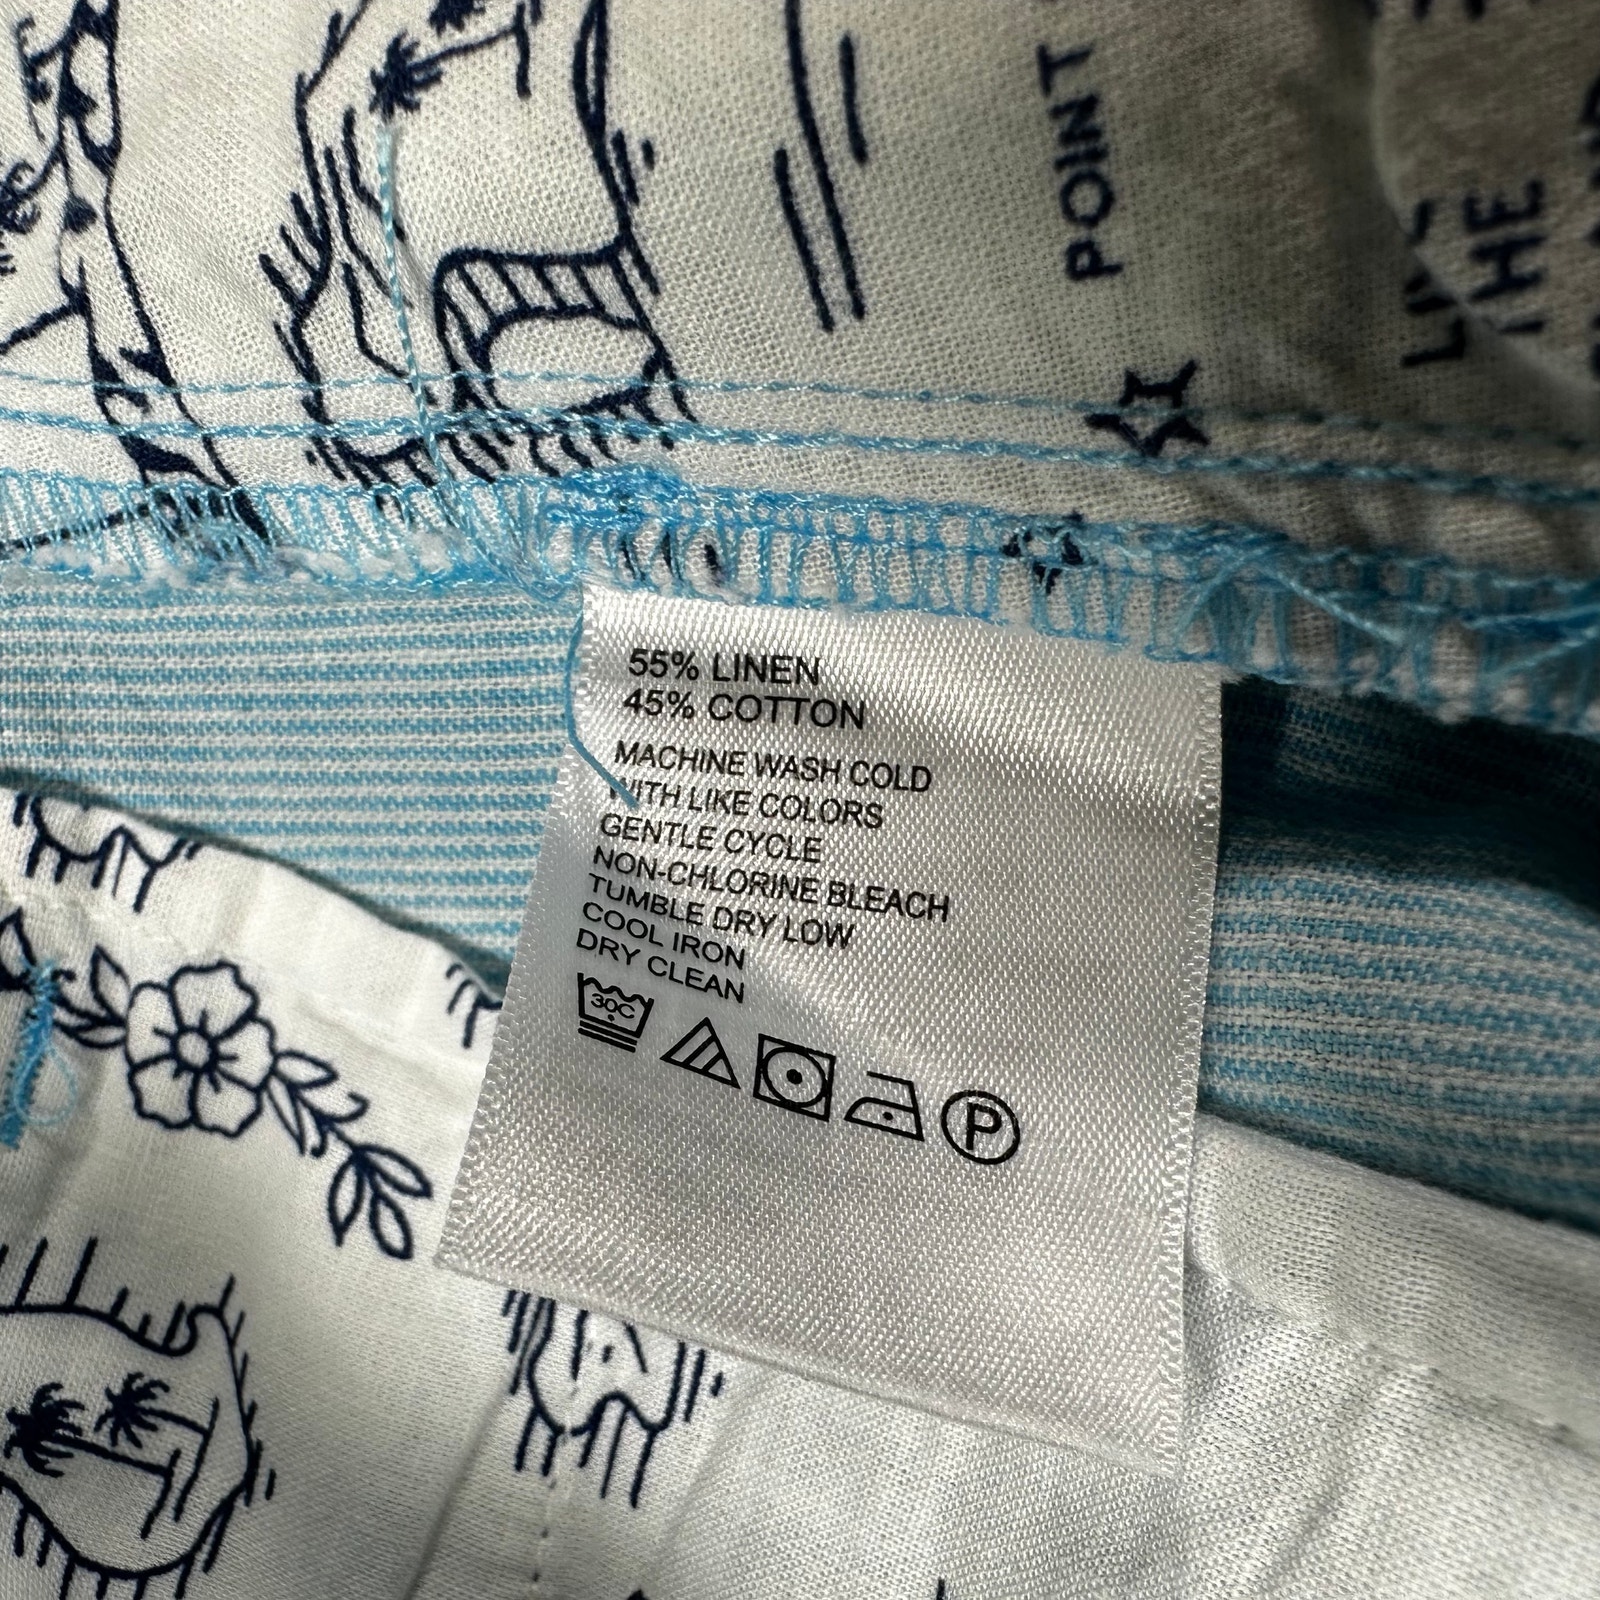 POINT
THE
55% LINEN
45% COTTON
MACHINE WASH COLD
WITH LIKE COLORS
GENTLE CYCLE
NON-CHLORINE BLEACH
TUMBLE DRY LOW
COOL IRON
DRY CLEAN
30C
P